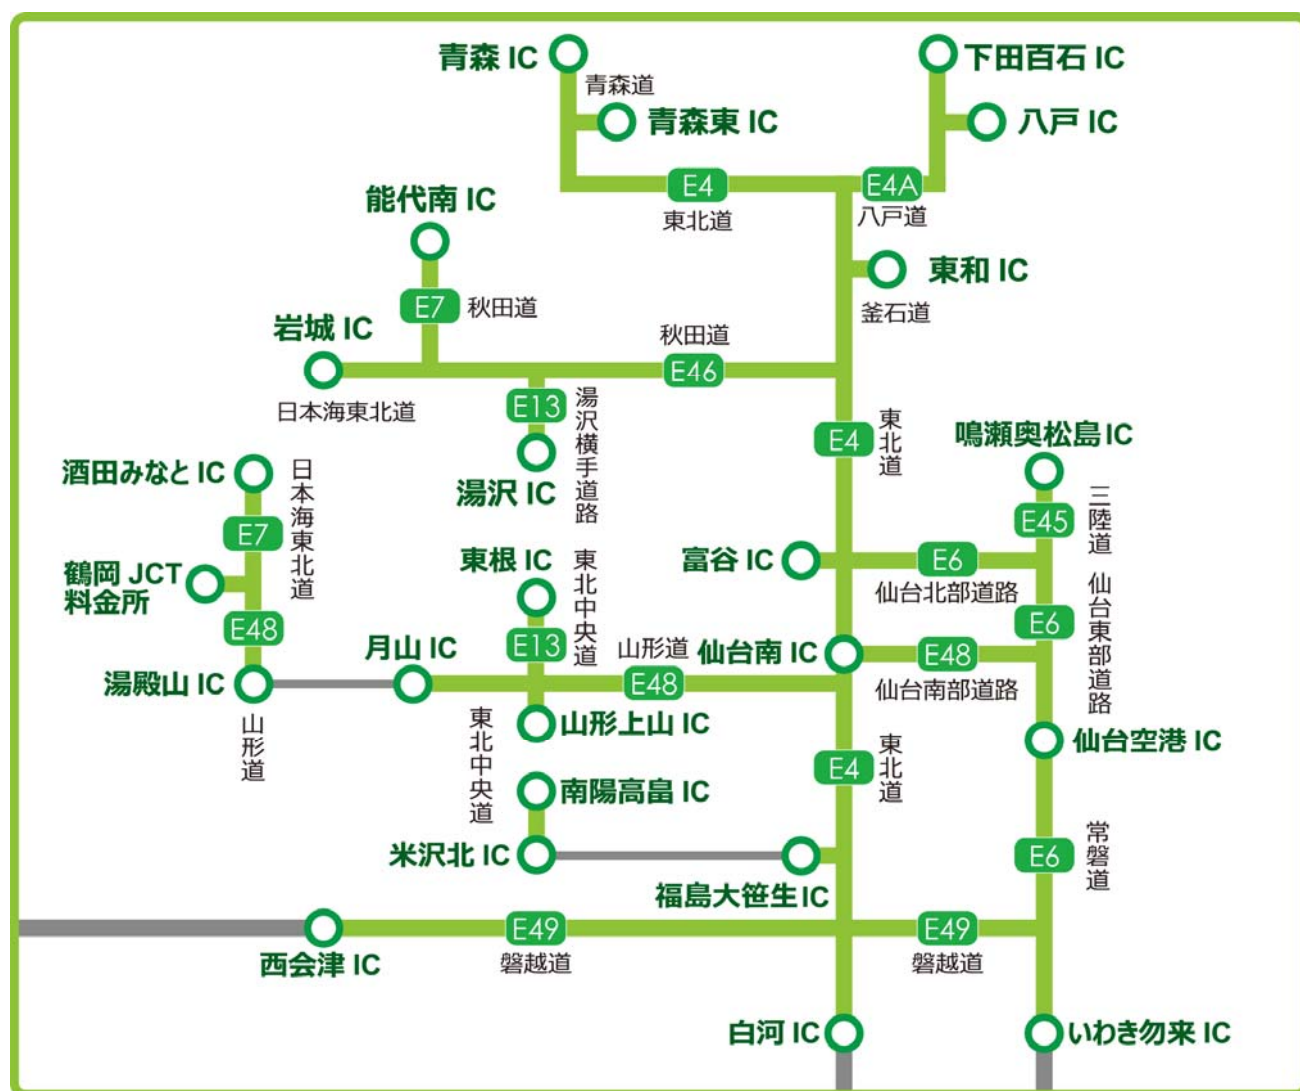 青森 IC
下田百石 IC
青森道
青森東 IC
八戸 IC
E4
E4A
東北道
八戸道
能代南 IC
東和 IC
釜石道
E7
秋田道
岩城 IC
秋田道
E46
日本海東北道
E13
湯沢横手道路
湯沢 IC
E4
東北道
鳴瀬奥松島 IC
酒田みなと IC
日本海東北道
E7
E45
三陸道
鶴岡 JCT
料金所
東根 IC
東北中央道
富谷 IC
E6
仙台北部道路
E48
E13
E6
仙台東部道路
月山 IC
山形道
仙台南 IC
E48
湯殿山 IC
E48
仙台南部道路
山形道
東北中央道
山形上山 IC
仙台空港 IC
E4
東北道
南陽高畠 IC
米沢北 IC
E6
常磐道
福島大笹生 IC
E49
E49
西会津 IC
磐越道
磐越道
白河 IC
いわき勿来 IC